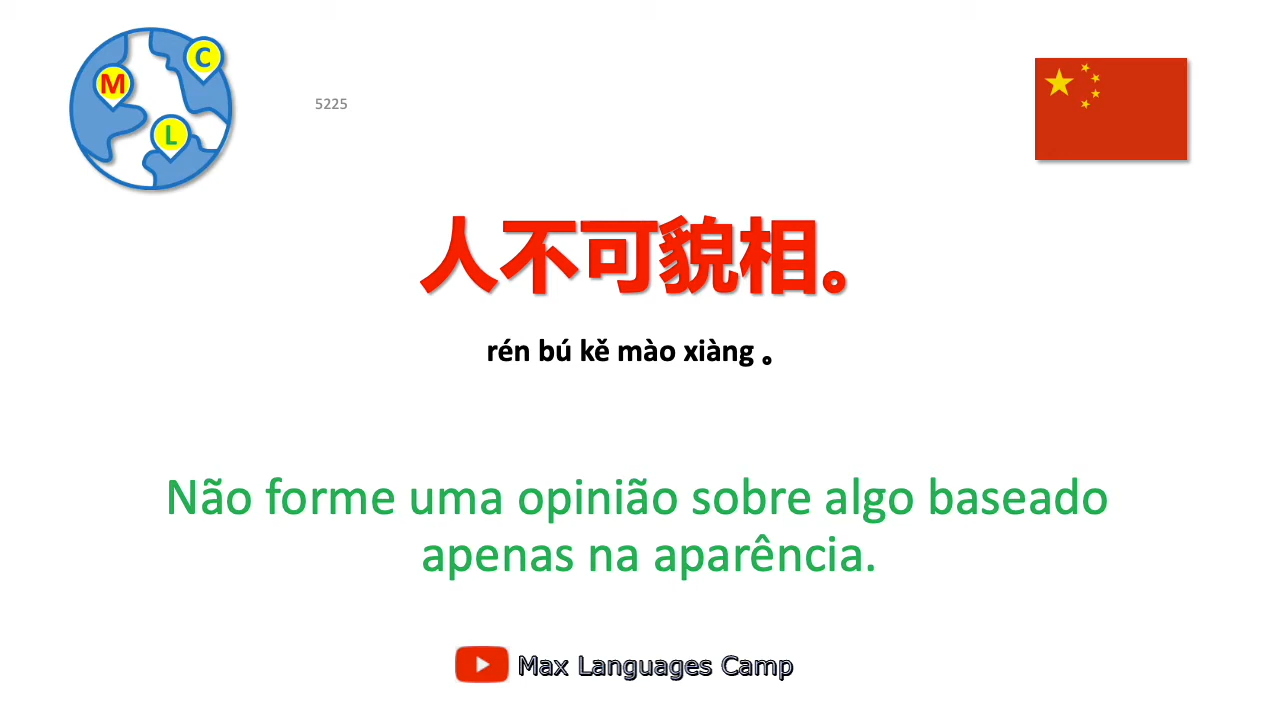 C
M
L
5225
人不可貌相。
rén bú kě mào xiàng 。
Não forme uma opinião sobre algo baseado
apenas na aparência.
Max Languages Camp